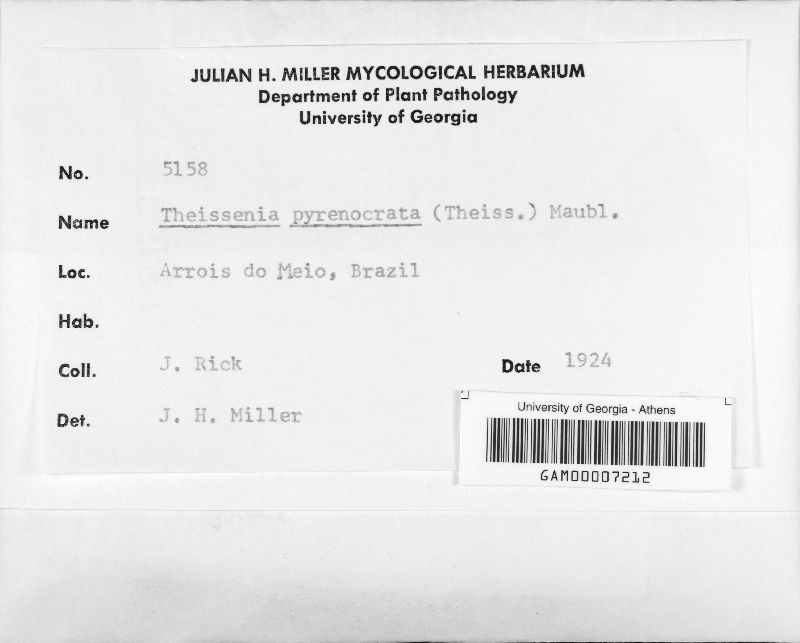 JULIAN H. MILLER MYCOLOGICAL HERBARIUM
Department of Plant Pathology
University of Georgia
No. 5158
Name Theissenia pyrenocrata (Theiss.) Maubl.
Loc. Arrois do Meio, Brazil
Hab.
Coll. J. Rick Date 1924
Det. J. H. Miller
University of Georgia - Athens
GAM00007212